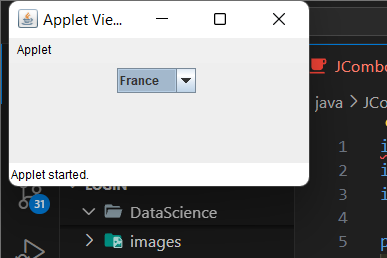 Applet Vie...
Applet
France
Applet started.
JCombo
java > JCo
1
2
3
4
5
i
i
i
p
31
LOGIN
DataScience
images